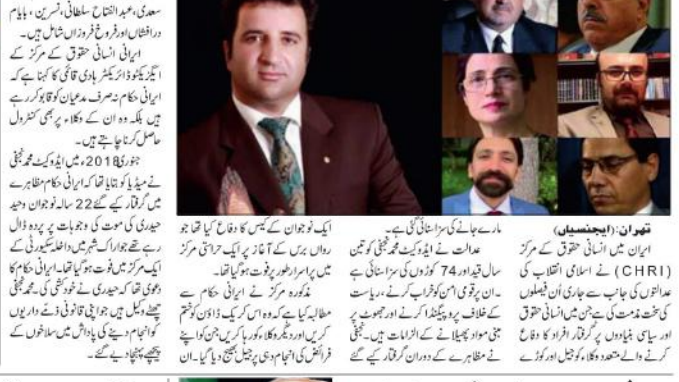 تهران: (ایجنسیاں)
ایران میں انسانی حقوق کے مرکز
(CHRI) نے اسلامی انقلاب کی
عدالتوں کی جانب سے جاری اُن فیصلوں
کی سخت مذمت کی ہے جن میں انسانی حقوق
اور سیاسی بنیادوں پر گرفتار افراد کا دفاع
کرنے والے متعدد وکلاء کو جیل اور کوڑے
مارے جانے کی سزا سنائی گئی ہے۔
عدالت نے ایڈوکیٹ محمد نجفی کو تین
سال قید اور 74 کوڑوں کی سزا سنائی ہے
۔ان پر قومی امن کو خراب کرنے، ریاست
کے خلاف پروپیگنڈا کرنے اور جھوٹ پر
مبنی مواد پھیلانے کے الزامات ہیں۔ نجفی
نے مظاہرے کے دوران گرفتار کیے گئے
ایک نوجوان کے کیس کا دفاع کیا تھا جو
رواں برس کے آغاز پر ایک حراستی مرکز
میں پراسرار طور پر فوت ہو گیا تھا۔
مذکورہ مرکز نے ایرانی حکام سے
مطالبہ کیا ہے کہ وہ اس کریک ڈاؤن کو ختم
کریں اور دیگر وکلاء کو رہا کریں جن کو اپنے
فرائض کی انجام دہی پر جیل بھیج دیا گیا۔ ان
سعدی، عبدالفتاح سلطانی، نسرین، بایام
درافشاں اور فروغ فروزاں شامل ہیں۔
ایرانی انسانی حقوق کے مرکز کے
ایگزیکٹو ڈائریکٹر ہادی قائمی کا کہنا ہے کہ
ایرانی حکام نہ صرف مدعیان کو قابو کر رہے
ہیں بلکہ وہ ان کے وکلاء پر بھی کنٹرول
حاصل کرنا چاہتے ہیں۔
جنوری 2018ء میں ایڈوکیٹ محمد نجفی
نے میڈیا کو بتایا تھا کہ ایرانی حکام مظاہرے
میں گرفتار کیے گئے 22 سالہ نوجوان وحید
حیدری کی موت کی وجوہات پر پردہ ڈال
رہے تھے جو اراک شہر میں داخلہ سکیورٹی کے
ایک مرکز میں فوت ہو گیا تھا۔ ایرانی حکام کا
دعویٰ تھا کہ حیدری نے خودکشی کی۔ محمد نجفی
چھٹے وکیل ہیں جو اپنی قانونی ذمے داریوں
کو انجام دینے کی پاداش میں سلاخوں کے
پیچھے پہنچا دیے گئے۔